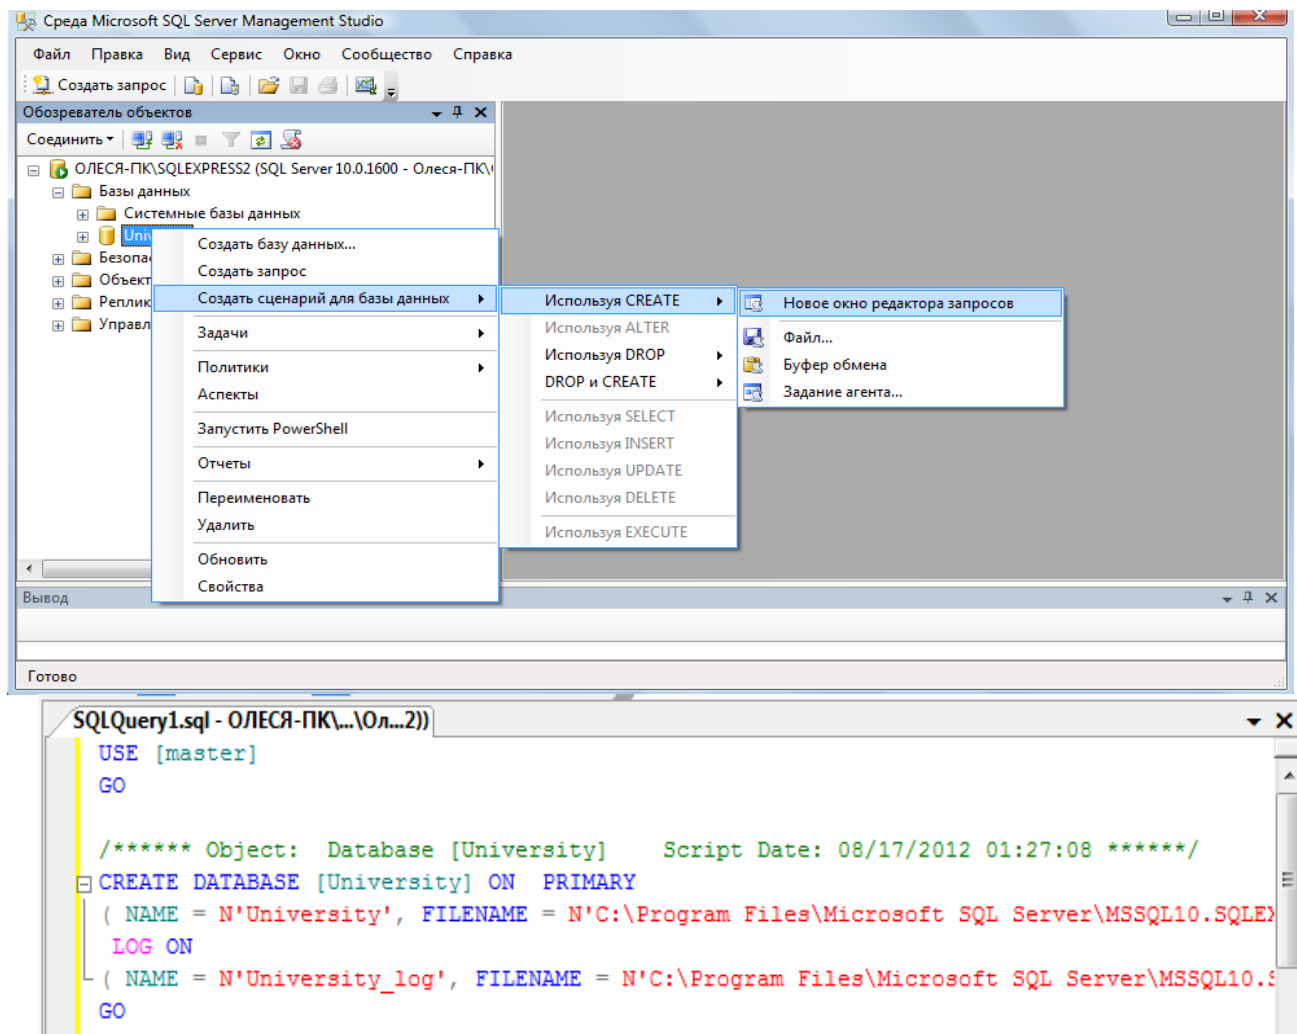 Среда Microsoft SQL Server Management Studio
Файл Правка Вид Сервис Окно Сообщество Справка
Создать запрос
Обозреватель объектов
Соединить
ОЛЕСЯ-ПК\SQLEXPRESS2 (SQL Server 10.0.1600 - Олеся-ПК\
Базы данных
Системные базы данных
Uni
Безопа
Объект
Реплик
Управл
Создать базу данных...
Создать запрос
Создать сценарий для базы данных
Задачи
Политики
Аспекты
Запустить PowerShell
Отчеты
Переименовать
Удалить
Обновить
Свойства
Используя CREATE
Используя ALTER
Используя DROP
DROP и CREATE
Используя SELECT
Используя INSERT
Используя UPDATE
Используя DELETE
Используя EXECUTE
Новое окно редактора запросов
Файл...
Буфер обмена
Задание агента...
Вывод
Готово
SQLQuery1.sql - ОЛЕСЯ-ПК\...\Ол...2))
USE [master]
GO
/****** Object:  Database [University]    Script Date: 08/17/2012 01:27:08 ******/
CREATE DATABASE [University] ON  PRIMARY
( NAME = N'University', FILENAME = N'C:\Program Files\Microsoft SQL Server\MSSQL10.SQLEX
LOG ON
( NAME = N'University_log', FILENAME = N'C:\Program Files\Microsoft SQL Server\MSSQL10.S
GO